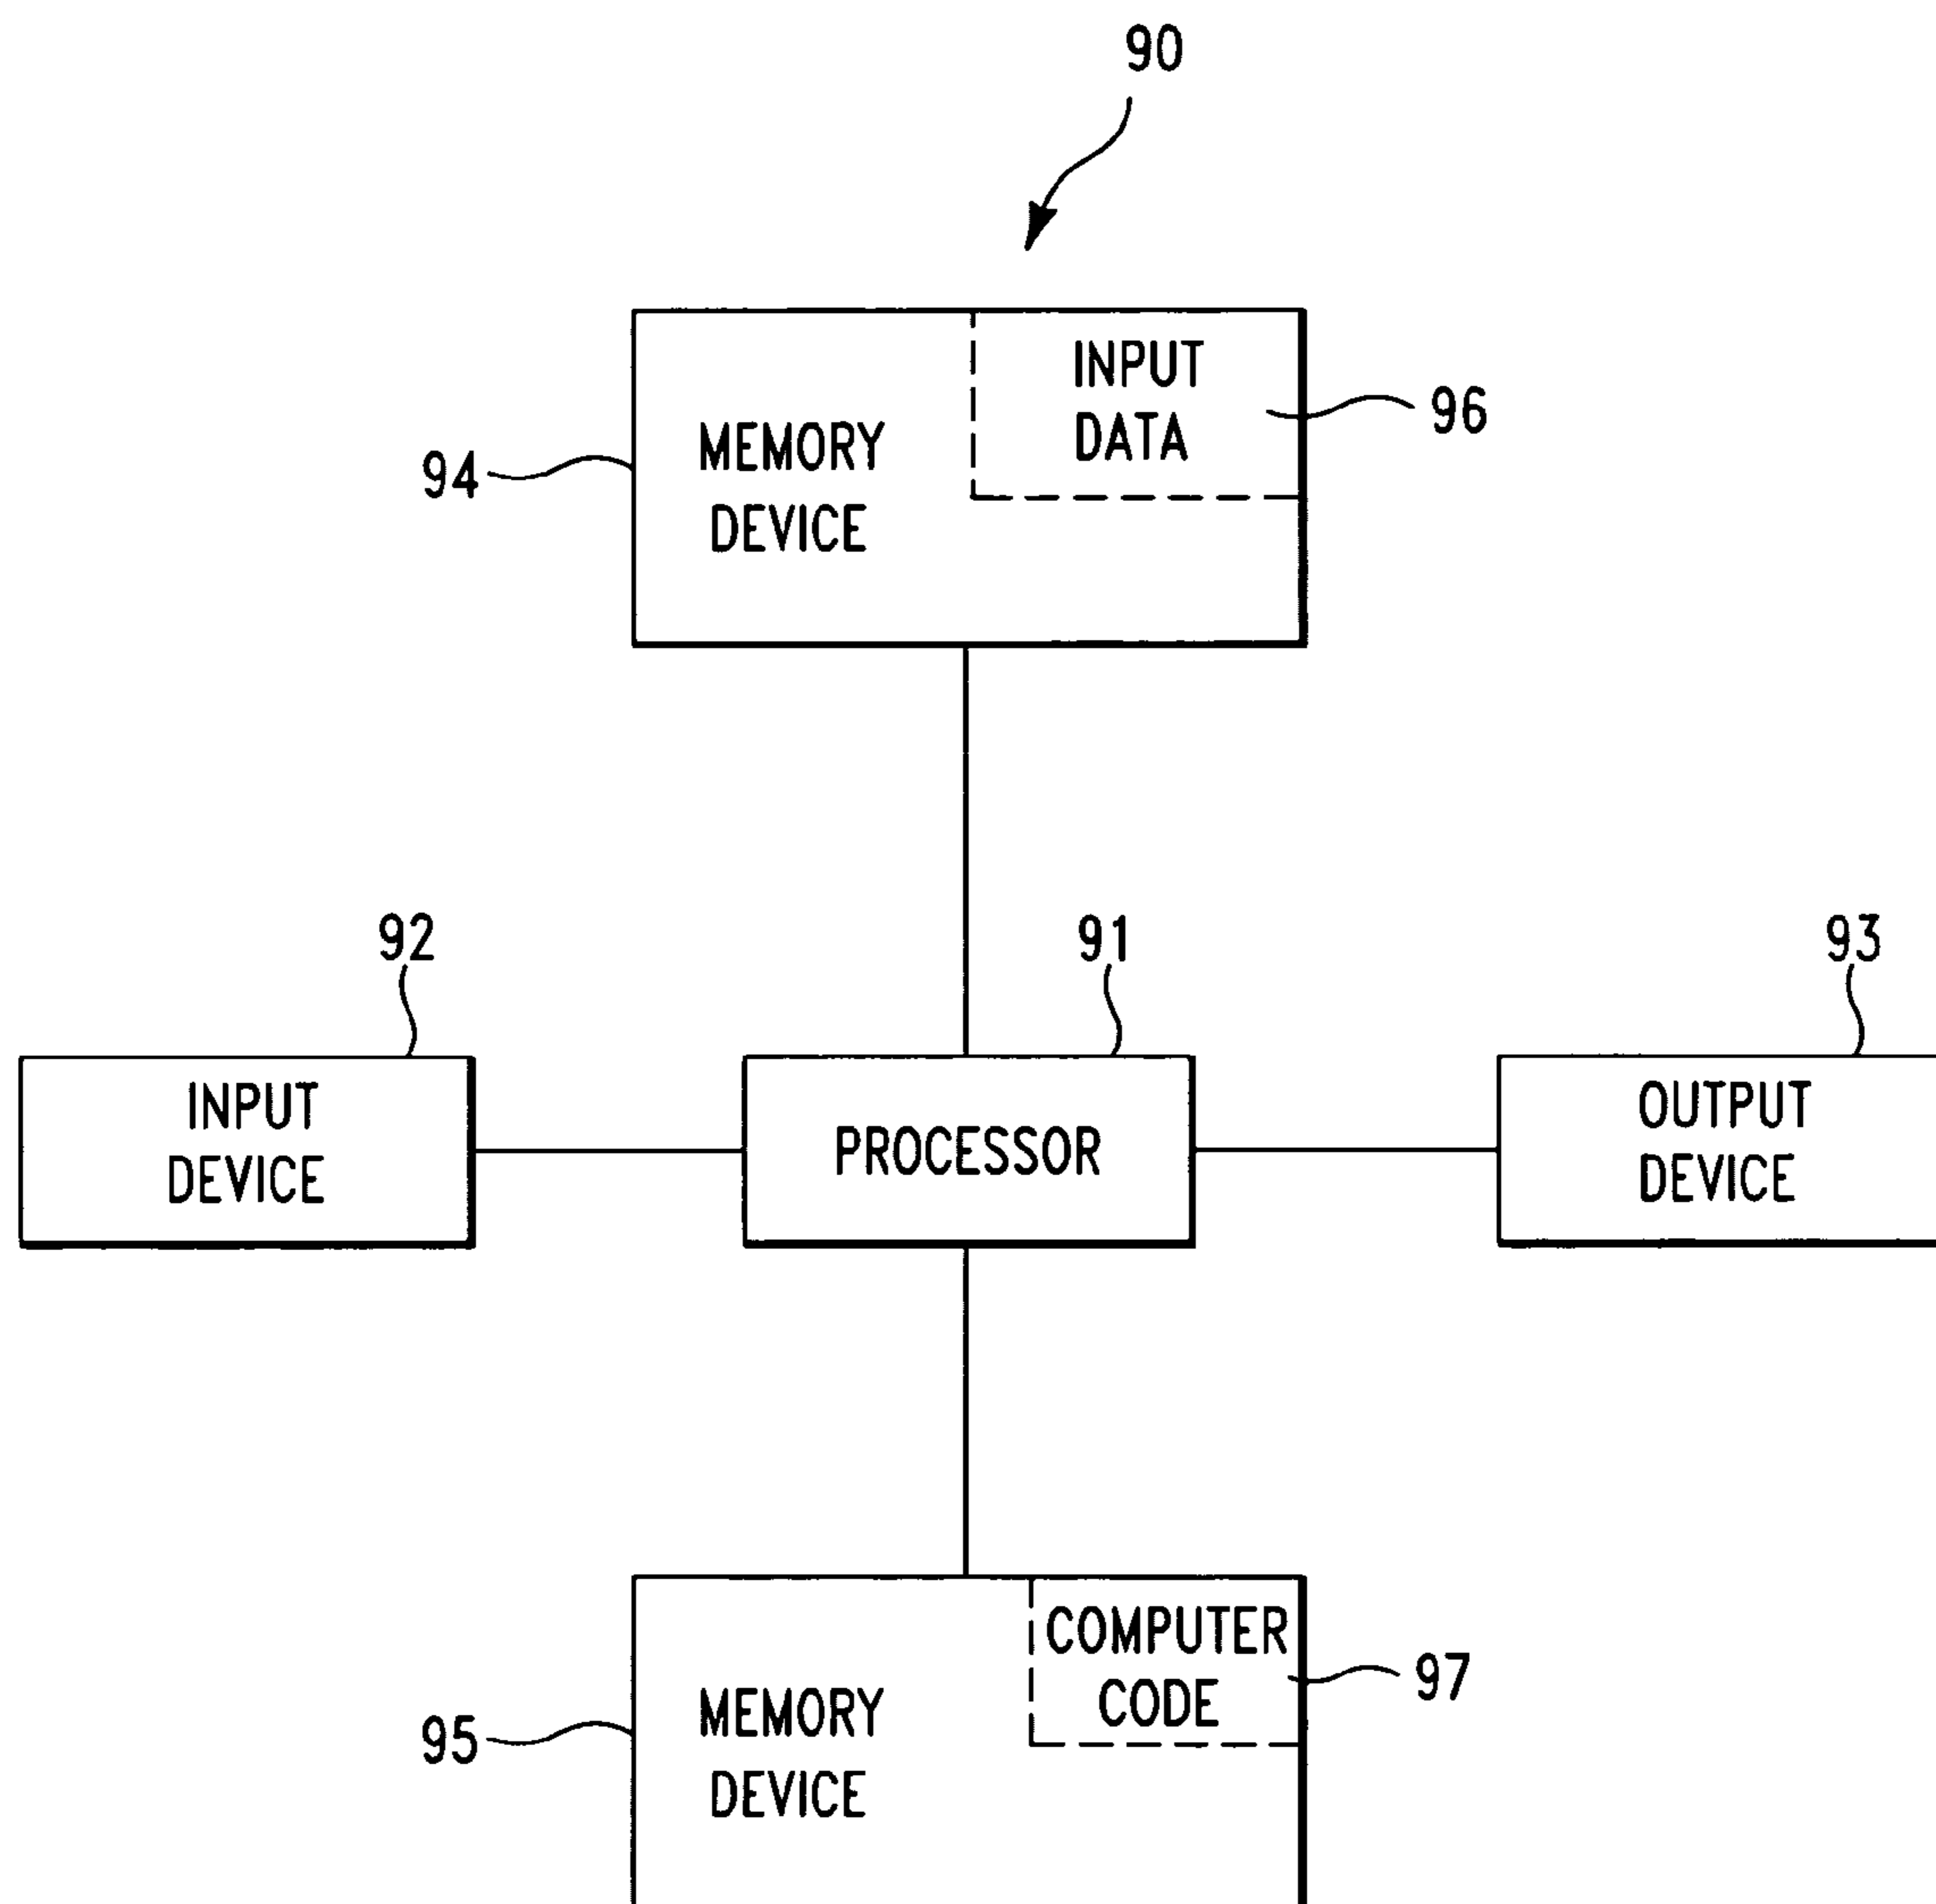 90
INPUT
DATA
96
MEMORY
DEVICE
94
92
91
93
INPUT
DEVICE
PROCESSOR
OUTPUT
DEVICE
COMPUTER
CODE
97
MEMORY
DEVICE
95